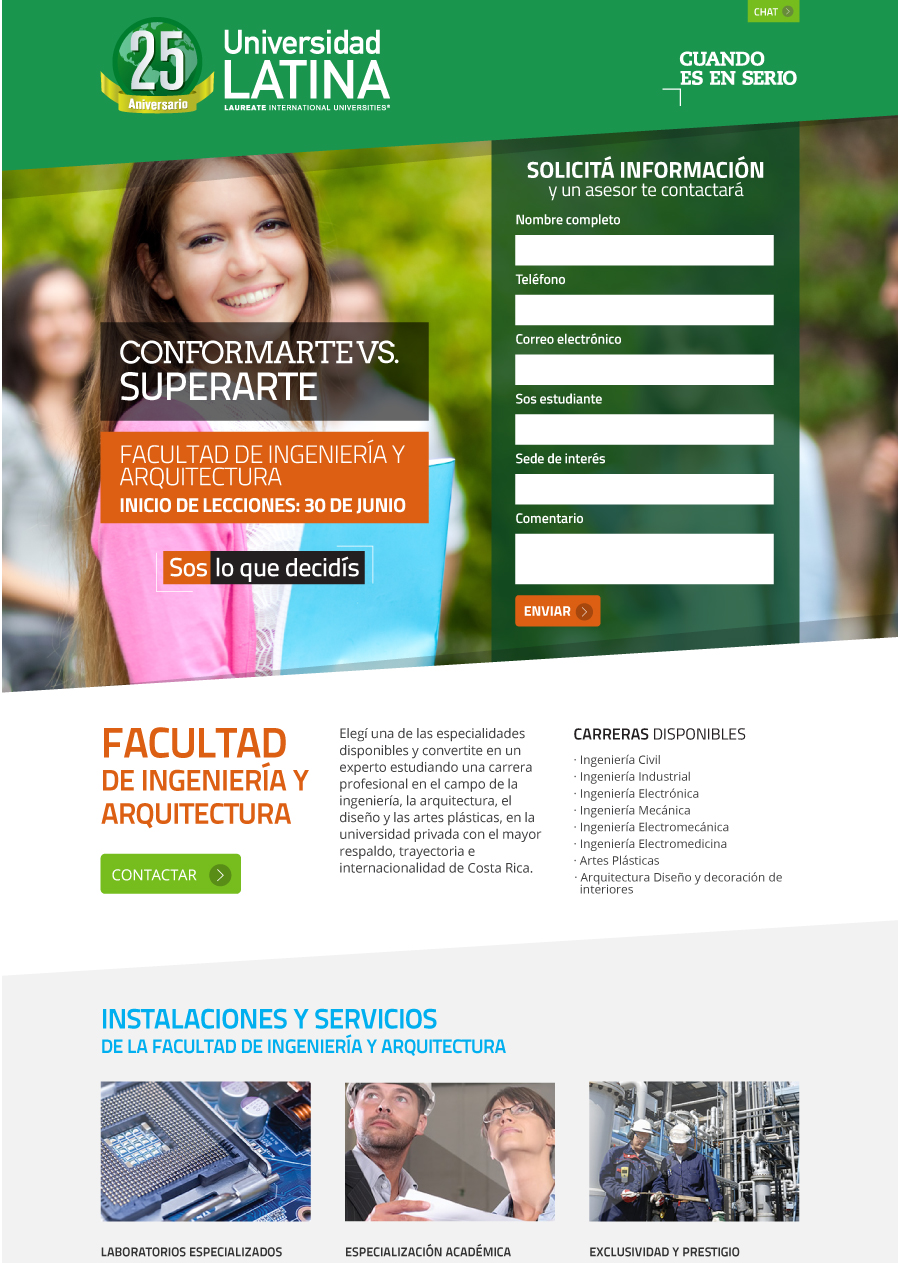 CHAT
25
Aniversario
Universidad
LATINA
LAUREATE INTERNATIONAL UNIVERSITIES®
CUANDO
ES EN SERIO
SOLICITÁ INFORMACIÓN
y un asesor te contactará
Nombre completo
Teléfono
Correo electrónico
Sos estudiante
Sede de interés
Comentario
ENVIAR
CONFORMARTE VS.
SUPERARTE
FACULTAD DE INGENIERÍA Y
ARQUITECTURA
INICIO DE LECCIONES: 30 DE JUNIO
Sos lo que decidís
FACULTAD
DE INGENIERÍA Y
ARQUITECTURA
CONTACTAR
Elegí una de las especialidades
disponibles y convertite en un
experto estudiando una carrera
profesional en el campo de la
ingeniería, la arquitectura, el
diseño y las artes plásticas, en la
universidad privada con el mayor
respaldo, trayectoria e
internacionalidad de Costa Rica.
CARRERAS DISPONIBLES
· Ingeniería Civil
· Ingeniería Industrial
· Ingeniería Electrónica
· Ingeniería Mecánica
· Ingeniería Electromecánica
· Ingeniería Electromedicina
· Artes Plásticas
· Arquitectura Diseño y decoración de
interiores
INSTALACIONES Y SERVICIOS
DE LA FACULTAD DE INGENIERÍA Y ARQUITECTURA
LABORATORIOS ESPECIALIZADOS
ESPECIALIZACIÓN ACADÉMICA
EXCLUSIVIDAD Y PRESTIGIO